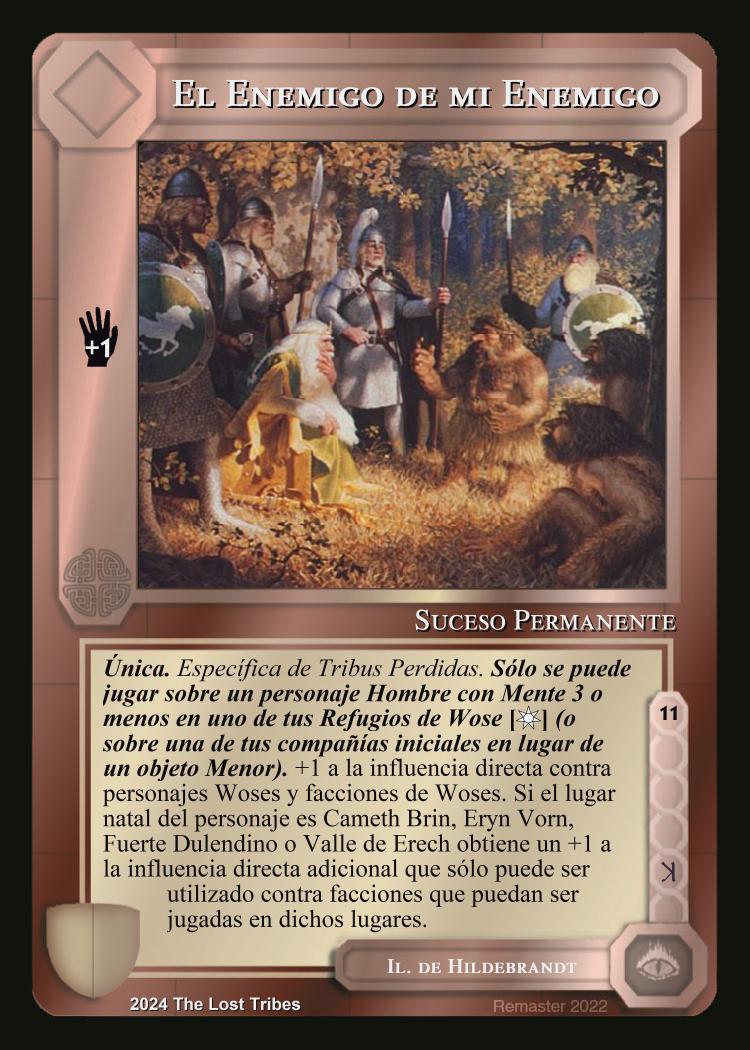 El Enemigo de mi Enemigo
+1
Suceso Permanente
Única. Específica de Tribus Perdidas. Sólo se puede
jugar sobre un personaje Hombre con Mente 3 o
menos en uno de tus Refugios de Wose [ ] (o
sobre una de tus compañías iniciales en lugar de
un objeto Menor). +1 a la influencia directa contra
personajes Woses y facciones de Woses. Si el lugar
natal del personaje es Cameth Brin, Eryn Vorn,
Fuerte Dulendino o Valle de Erech obtiene un +1 a
la influencia directa adicional que sólo puede ser
utilizado contra facciones que puedan ser
jugadas en dichos lugares.
11
Il. de Hildebrandt
2024 The Lost Tribes
Remaster 2022